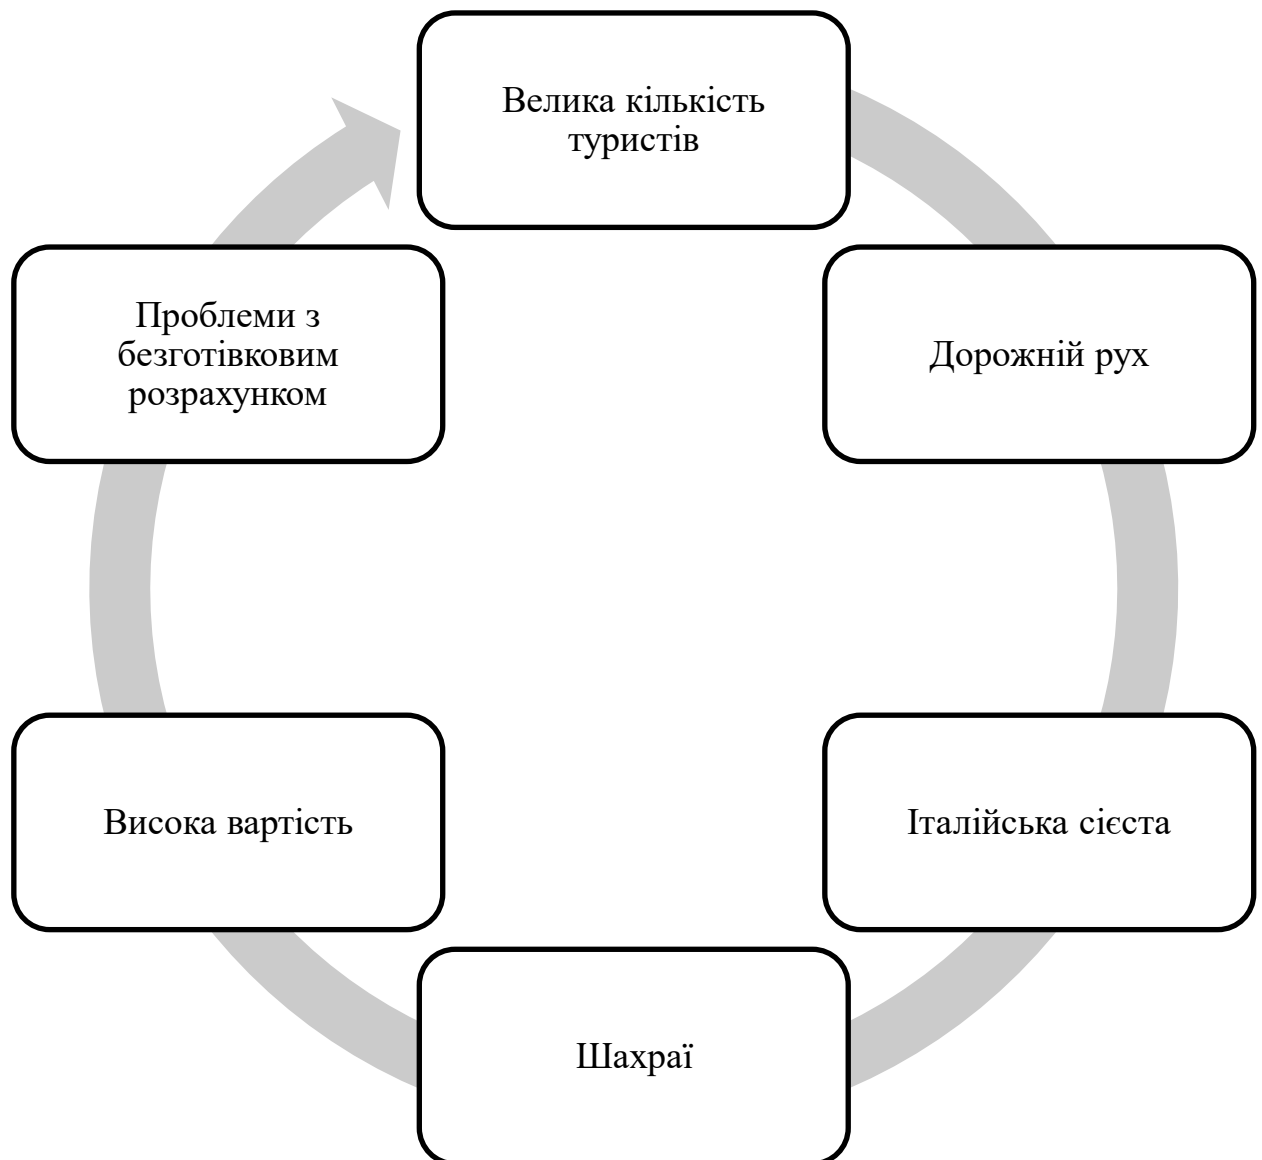 Велика кількість
туристів
Дорожній рух
Італійська сієста
Шахраї
Висока вартість
Проблеми з
безготівковим
розрахунком